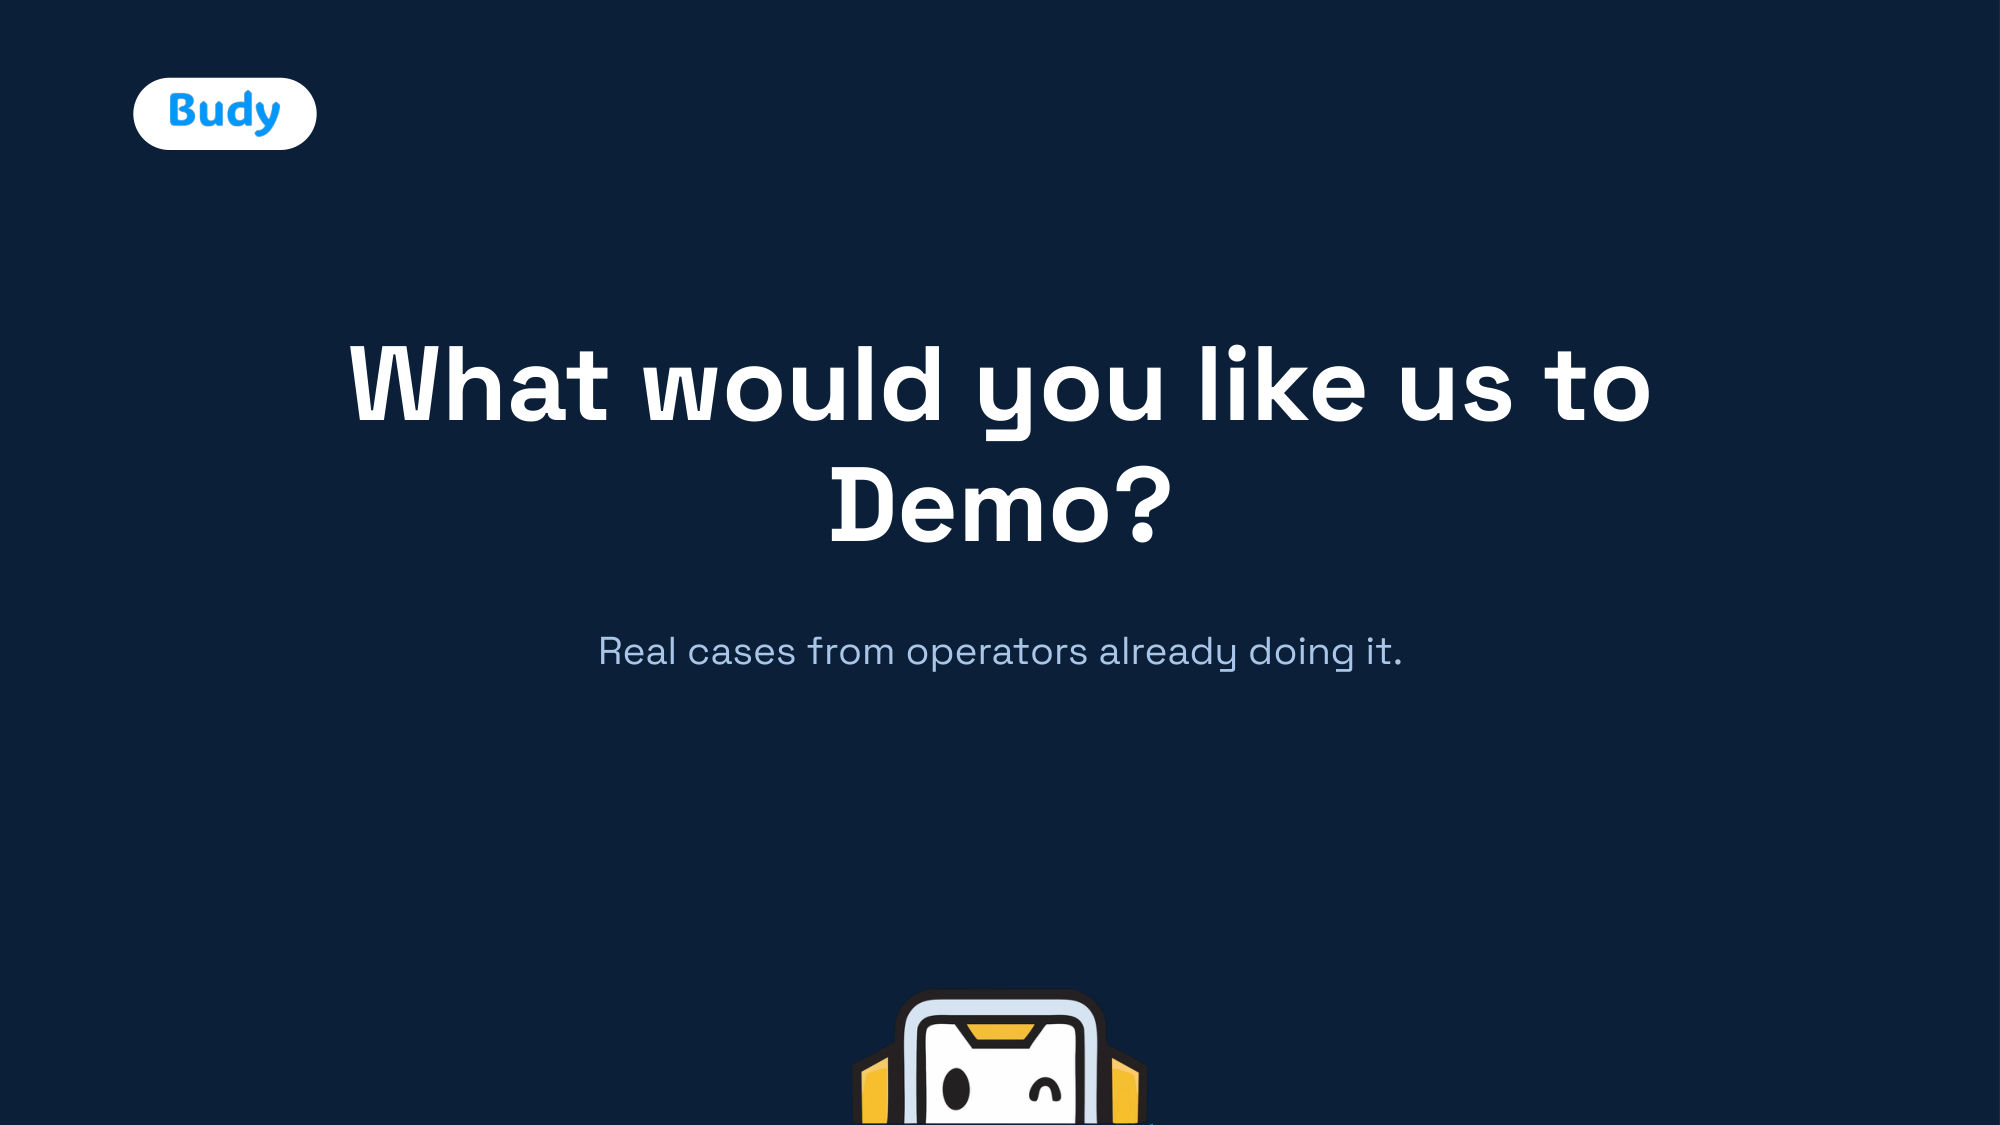 Budy
What would you like us to
Demo?
Real cases from operators already doing it.